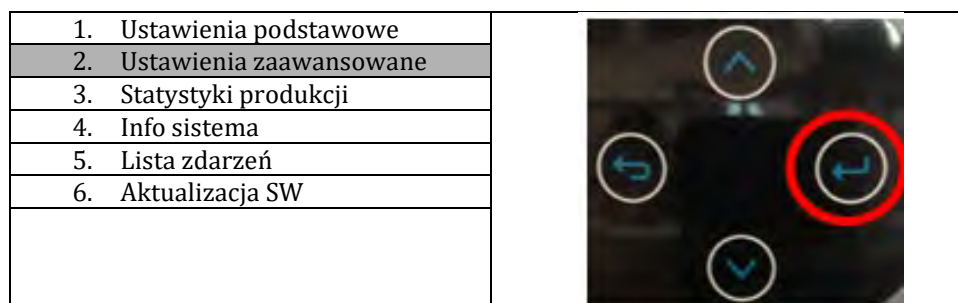 1. Ustawienia podstawowe
2. Ustawienia zaawansowane
3. Statystyki produkcji
4. Info sistema
5. Lista zdarzeń
6. Aktualizacja SW